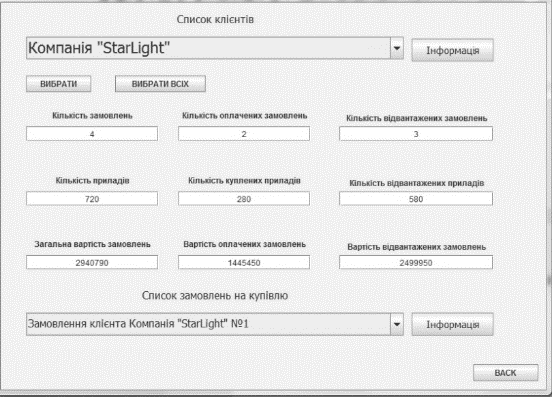 Список клієнтів
Компанія "StarLight"
Інформація
ВИБРАТИ ВИБРАТИ ВСІХ
Кількість замовлень Кількість оплачених замовлень Кількість відвантажених замовлень
4 2 3
Кількість приладів Кількість куплених приладів Кількість відвантажених приладів
720 280 580
Загальна вартість замовлень Вартість оплачених замовлень Вартість відвантажених замовлень
2940790 1445450 2499950
Список замовлень на купівлю
Замовлення клієнта Компанія "StarLight" №1
Інформація
BACK